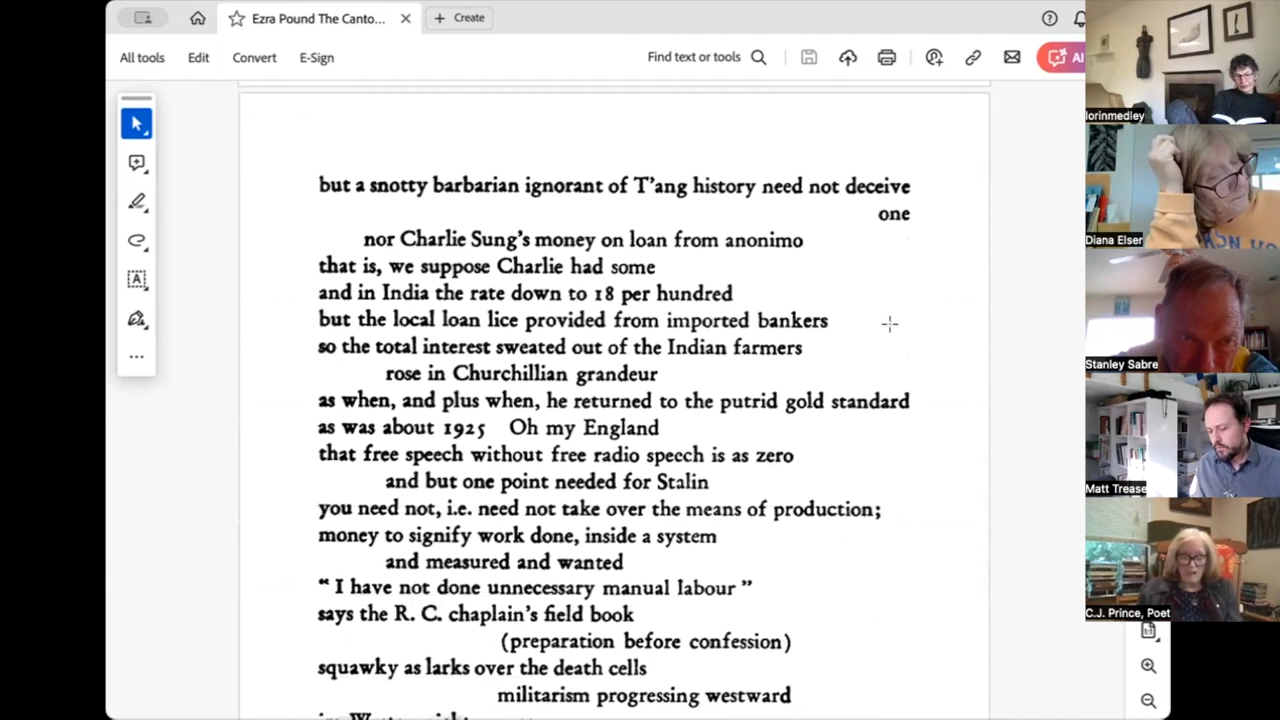 Ezra Pound The Canto...
Create
All tools
Edit
Convert
E-Sign
Find text or tools
AI
but a snotty barbarian ignorant of T'ang history need not deceive
one
nor Charlie Sung's money on loan from anonimo
that is, we suppose Charlie had some
and in India the rate down to 18 per hundred
but the local loan lice provided from imported bankers
so the total interest sweated out of the Indian farmers
rose in Churchillian grandeur
as when, and plus when, he returned to the putrid gold standard
as was about 1925 Oh my England
that free speech without free radio speech is as zero
and but one point needed for Stalin
you need not, i.e. need not take over the means of production;
money to signify work done, inside a system
and measured and wanted
“ I have not done unnecessary manual labour ”
says the R. C. chaplain's field book
(preparation before confession)
squawky as larks over the death cells
militarism progressing westward
lorinmedley
Diana Elser
Stanley Sabre
Matt Trease
C.J. Prince, Poet